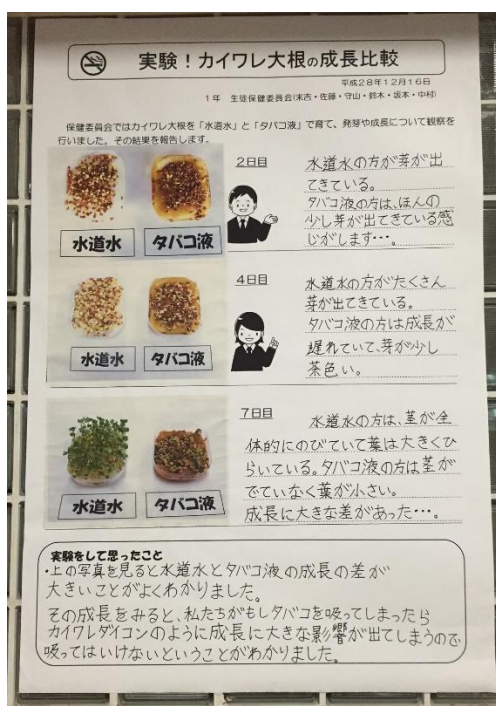 実験！カイワレ大根の成長比較
平成28年12月16日
1年　生徒保健委員会(末吉・佐藤・守山・鈴木・坂本・中村)
保健委員会ではカイワレ大根を「水道水」と「タバコ液」で育て、発芽や成長について観察を
行いました。その結果を報告します。
2日目
水道水の方が芽が出
てきている。
タバコ液の方は、ほんの
少し芽が出てきている感
じがします…。
水道水
タバコ液
4日目
水道水の方がたくさん
芽が出てきている。
タバコ液の方は成長が
遅れていて、芽が少し
茶色い。
水道水
タバコ液
7日目
水道水の方は、茎が全
体的にのびていて葉は大きくひ
らいている。タバコ液の方は茎が
でていなく葉が小さい。
成長に大きな差があった…。
水道水
タバコ液
実験をして思ったこと
・上の写真を見ると水道水とタバコ液の成長の差が
大きいことがよくわかりました。
その成長をみると、私たちがもしタバコを吸ってしまったら
カイワレダイコンのように成長に大きな影響が出てしまうので
吸ってはいけないということがわかりました。